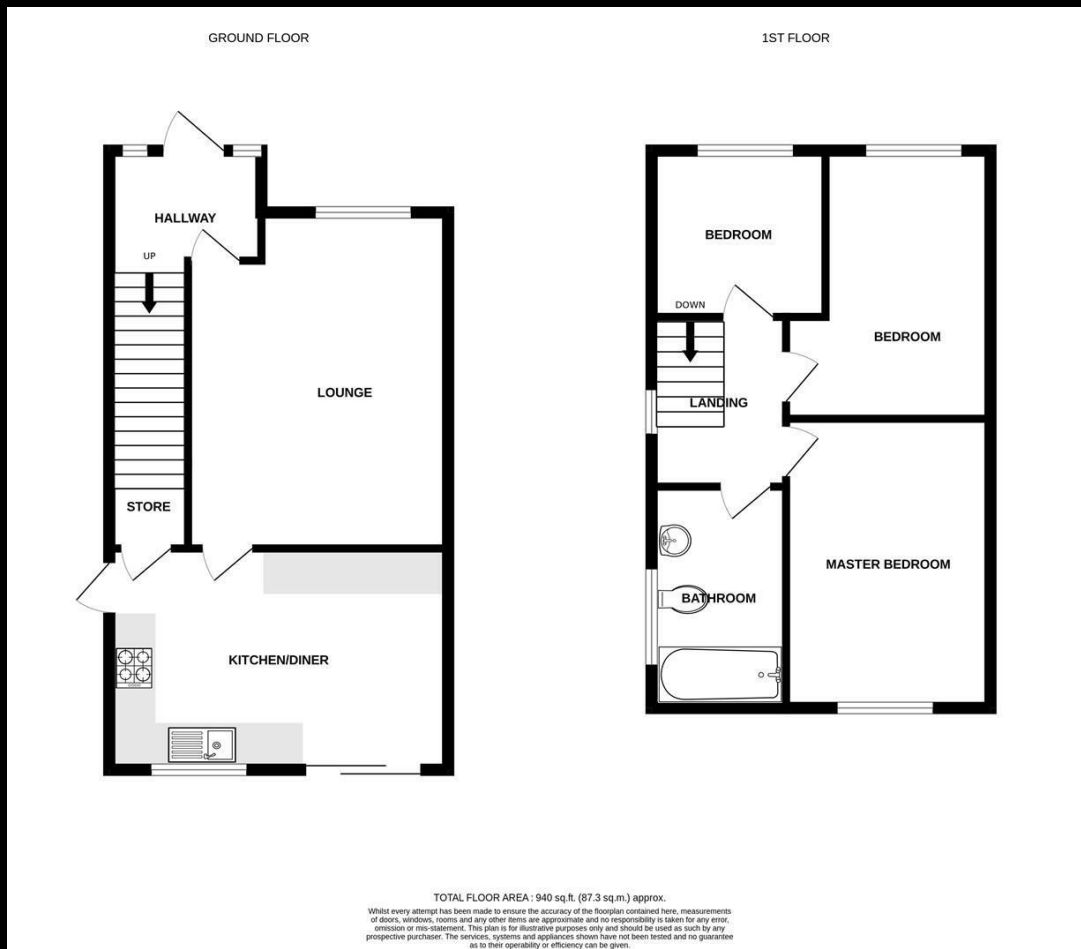 GROUND FLOOR
HALLWAY
UP
LOUNGE
STORE
KITCHEN/DINER
1ST FLOOR
BEDROOM
DOWN
BEDROOM
LANDING
MASTER BEDROOM
BATHROOM
TOTAL FLOOR AREA : 940 sq.ft. (87.3 sq.m.) approx.
Whilst every attempt has been made to ensure the accuracy of the floorplan contained here, measurements
of doors, windows, rooms and any other items are approximate and no responsibility is taken for any error,
omission or mis-statement. This plan is for illustrative purposes only and should be used as such by any
prospective purchaser. The services, systems and appliances shown have not been tested and no guarantee
as to their operability or efficiency can be given.